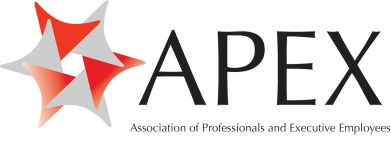 APEX
Association of Professionals and Executive Employees